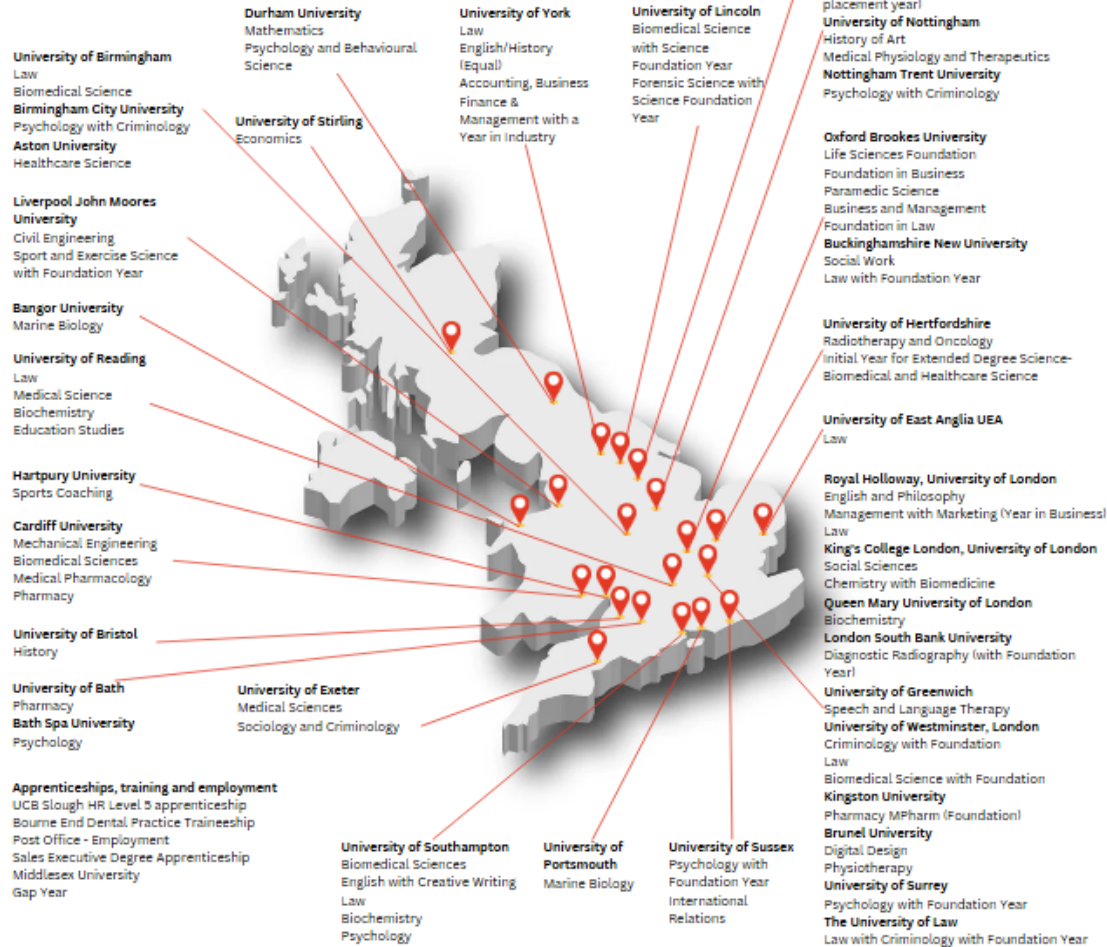 Durham University
Mathematics
Psychology and Behavioural
Science
University of York
Law
English/History
(Equal)
Accounting, Business
Finance &
Management with a
Year in Industry
University of Lincoln
Biomedical Science
with Science
Foundation Year
Forensic Science with
Science Foundation
Year
placement year)
University of Nottingham
History of Art
Medical Physiology and Therapeutics
Nottingham Trent University
Psychology with Criminology
University of Birmingham
Law
Biomedical Science
Birmingham City University
Psychology with Criminology
Aston University
Healthcare Science
University of Stirling
Economics
Oxford Brookes University
Life Sciences Foundation
Foundation in Business
Paramedic Science
Business and Management
Foundation in Law
Buckinghamshire New University
Social Work
Law with Foundation Year
Liverpool John Moores
University
Civil Engineering
Sport and Exercise Science
with Foundation Year
Bangor University
Marine Biology
University of Hertfordshire
Radiotherapy and Oncology
Initial Year for Extended Degree Science-
Biomedical and Healthcare Science
University of Reading
Law
Medical Science
Biochemistry
Education Studies
University of East Anglia UEA
Law
Hartpury University
Sports Coaching
Cardiff University
Mechanical Engineering
Biomedical Sciences
Medical Pharmacology
Pharmacy
University of Bristol
History
University of Bath
Pharmacy
Bath Spa University
Psychology
University of Exeter
Medical Sciences
Sociology and Criminology
Royal Holloway, University of London
English and Philosophy
Management with Marketing (Year in Business)
Law
King's College London, University of London
Social Sciences
Chemistry with Biomedicine
Queen Mary University of London
Biochemistry
London South Bank University
Diagnostic Radiography (with Foundation
Year)
University of Greenwich
Speech and Language Therapy
University of Westminster, London
Criminology with Foundation
Law
Biomedical Science with Foundation
Kingston University
Pharmacy MPharm (Foundation)
Brunel University
Digital Design
Physiotherapy
University of Surrey
Psychology with Foundation Year
The University of Law
Law with Criminology with Foundation Year
Apprenticeships, training and employment
UCB Slough HR Level 5 apprenticeship
Bourne End Dental Practice Traineeship
Post Office - Employment
Sales Executive Degree Apprenticeship
Middlesex University
Gap Year
University of Southampton
Biomedical Sciences
English with Creative Writing
Law
Biochemistry
Psychology
University of
Portsmouth
Marine Biology
University of Sussex
Psychology with
Foundation Year
International
Relations